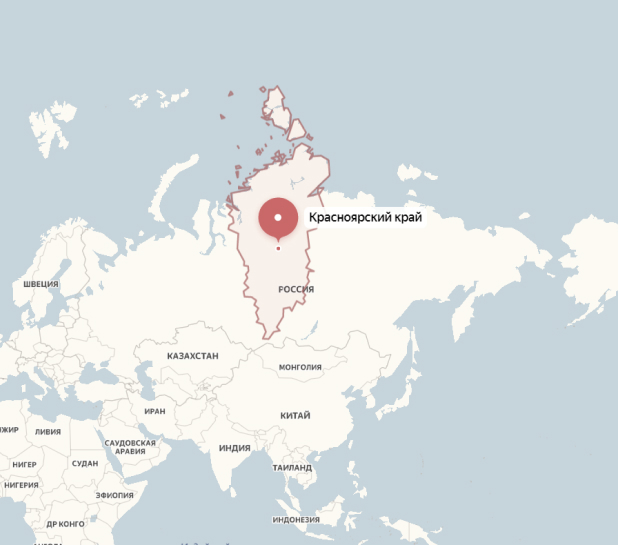 Красноярский край
ШВЕЦИЯ
РОССИЯ
КАЗАХСТАН
МОНГОЛИЯ
ИРАН
КИТАЙ
ЖИР
ЛИВИЯ
САУДОВСКАЯ
АРАВИЯ
ИНДИЯ
НИГЕР
СУДАН
ТАИЛАНД
НИГЕРИЯ
ЭФИОПИЯ
ИНДОНЕЗИЯ
ДР КОНГО